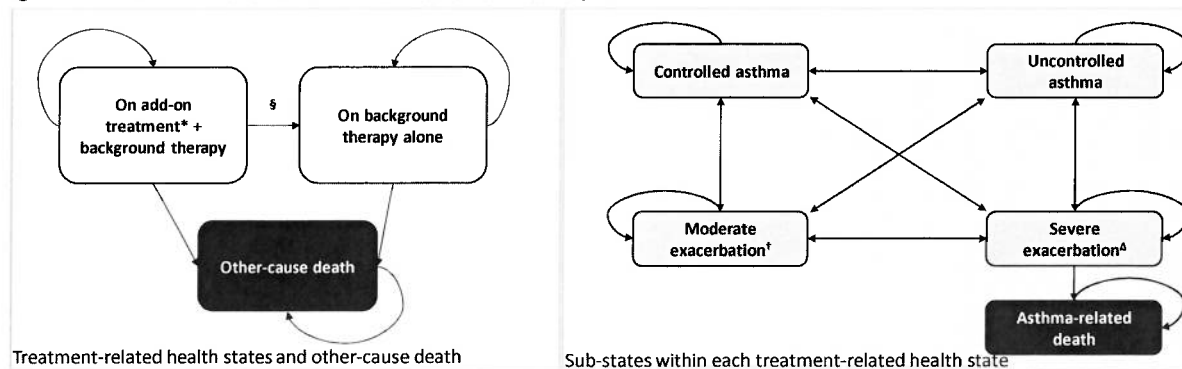 On add-on
treatment* +
background therapy
§
On background
therapy alone
Other-cause death
Treatment-related health states and other-cause death
Controlled asthma
Uncontrolled
asthma
Moderate
exacerbation†
Severe
exacerbationΔ
Asthma-related
death
Sub-states within each treatment-related health state